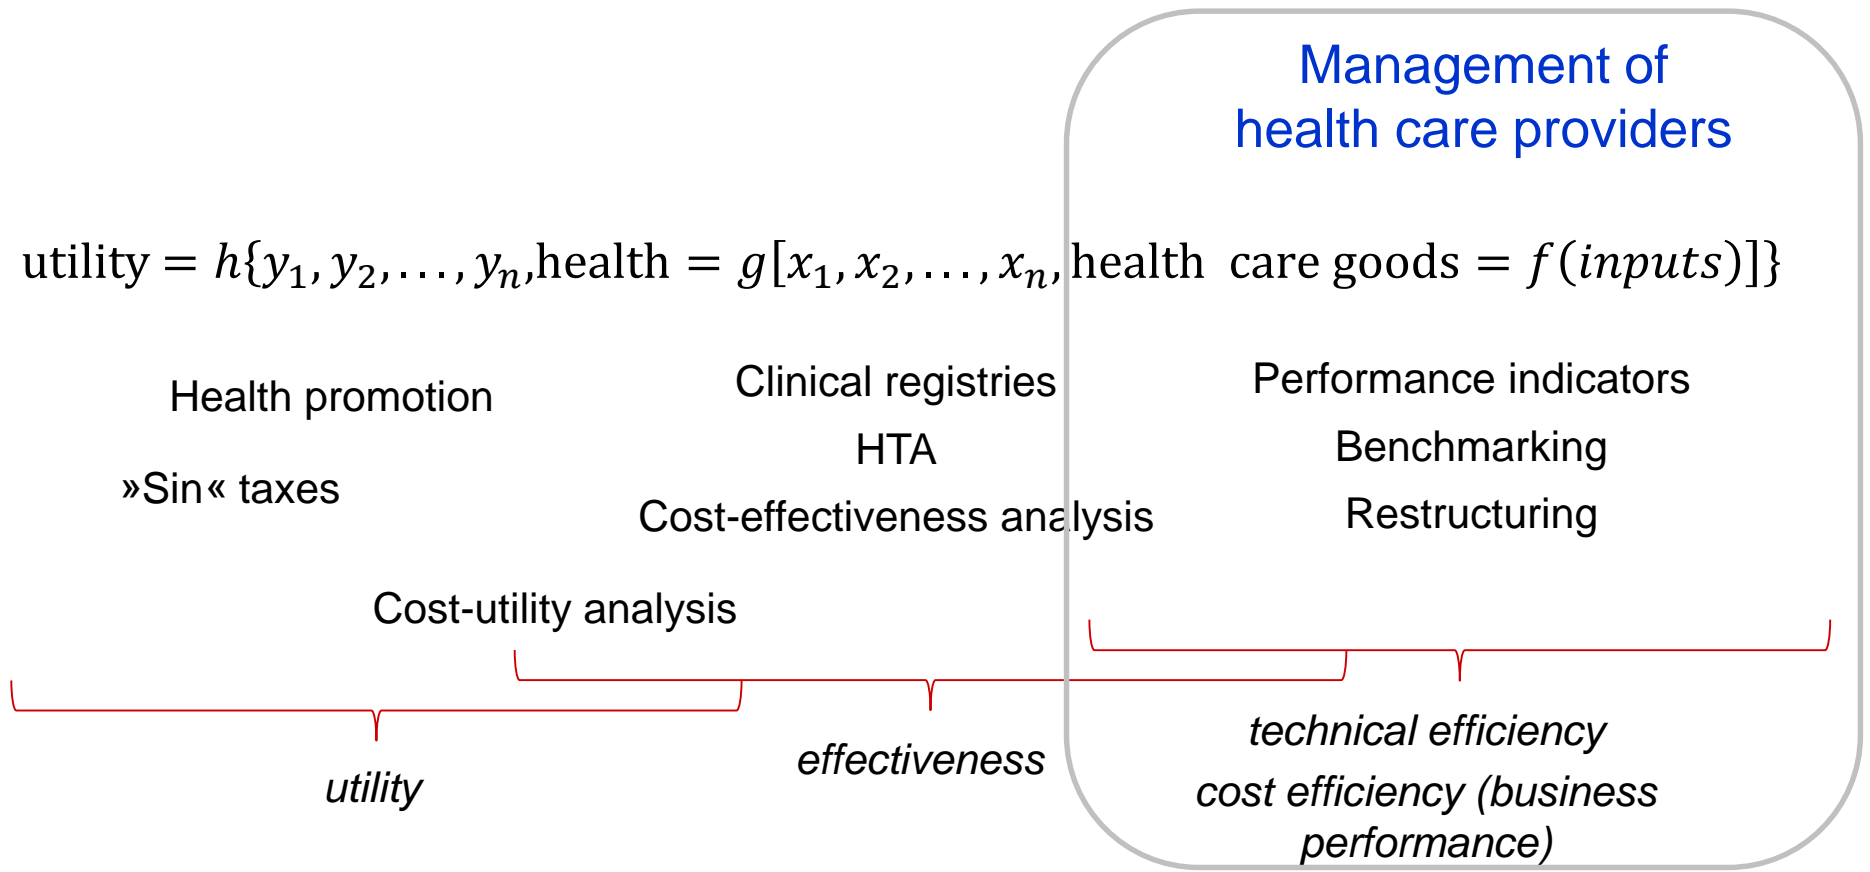 Management of
health care providers
utility = h{y₁, y₂, . . . , yₙ,health = g[x₁, x₂, . . . , xₙ, health care goods = f(inputs)]}
Health promotion
»Sin« taxes
Clinical registries
HTA
Cost-effectiveness analysis
Performance indicators
Benchmarking
Restructuring
Cost-utility analysis
utility
effectiveness
technical efficiency
cost efficiency (business
performance)